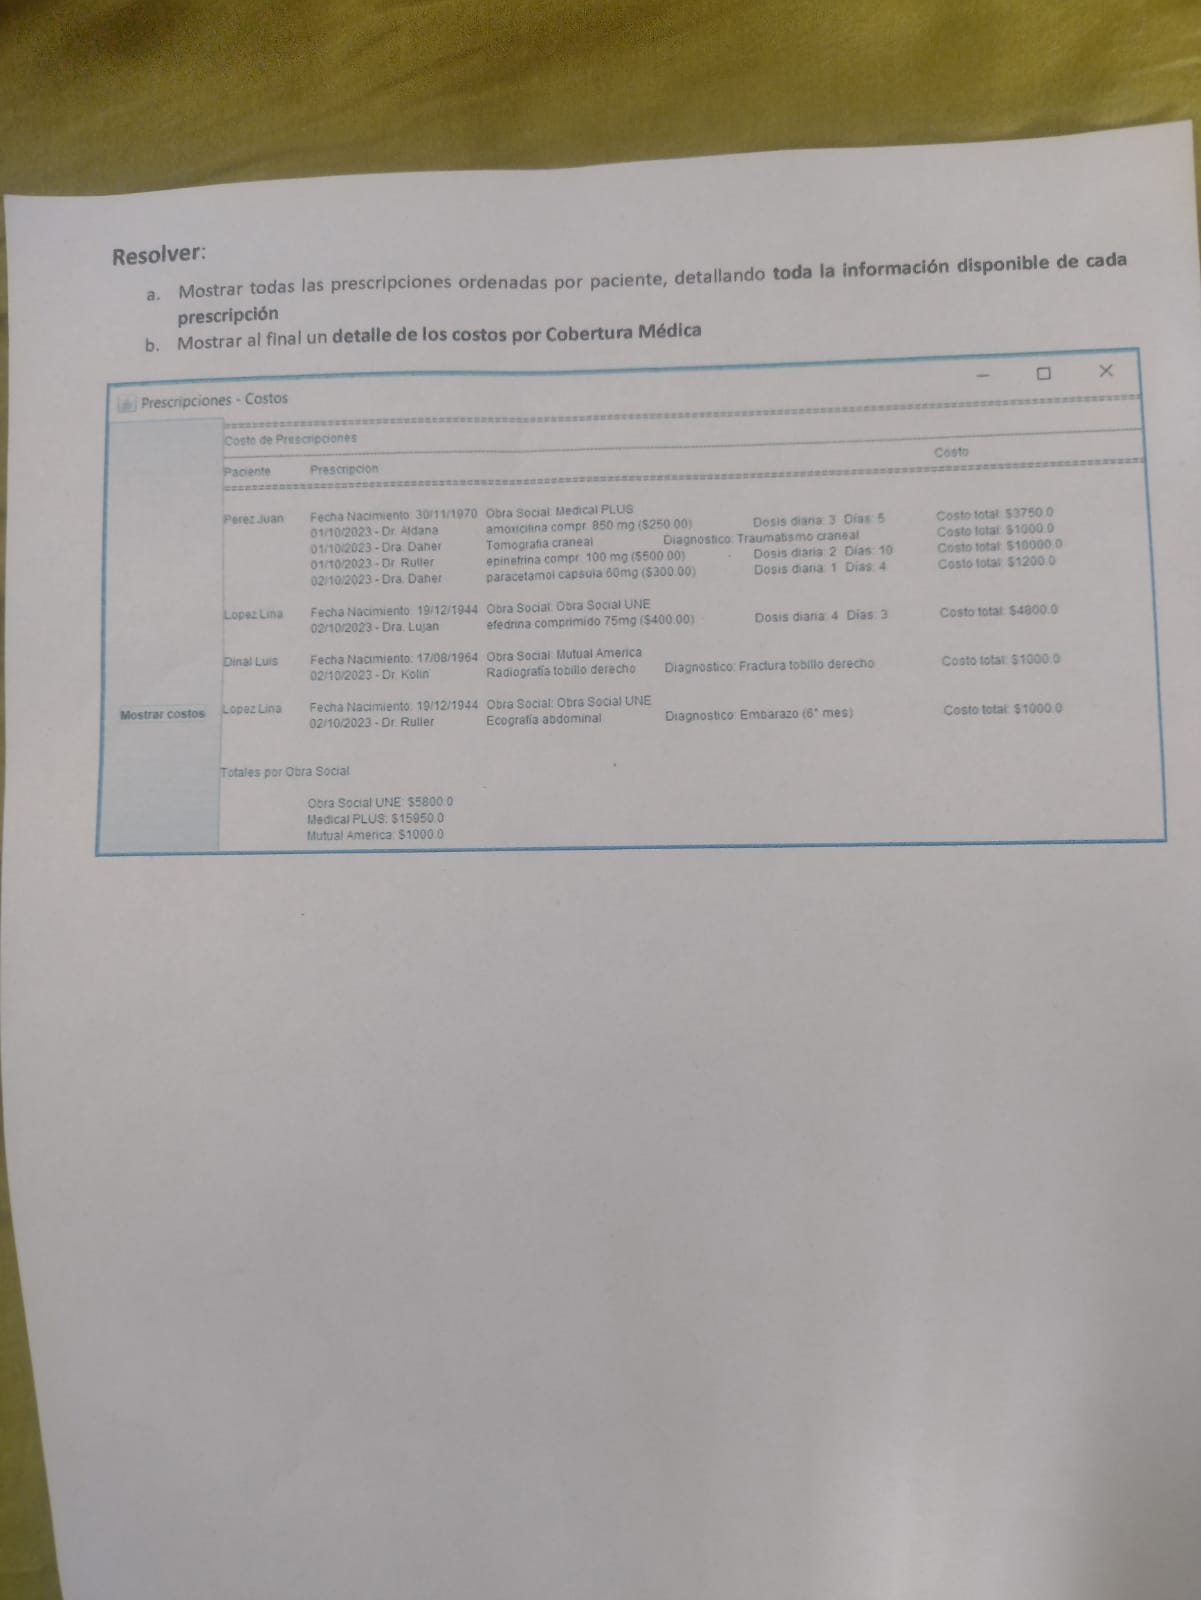 Resolver:
a. Mostrar todas las prescripciones ordenadas por paciente, detallando toda la información disponible de cada
prescripción
b. Mostrar al final un detalle de los costos por Cobertura Médica
Prescripciones - Costos
Costo de Prescripciones
Paciente Prescripcion Costo
Perez Juan Fecha Nacimiento: 30/11/1970 Obra Social: Medical PLUS
01/10/2023 - Dr. Aldana amoxicilina compr. 850 mg ($250.00) Dosis diaria: 3 Días: 5 Costo total: $3750.0
01/10/2023 - Dra. Daher Tomografia craneal Diagnostico: Traumatismo craneal Costo total: $1000.0
01/10/2023 - Dr. Ruller epinefrina compr. 100 mg ($500.00) Dosis diaria: 2 Días: 10 Costo total: $10000.0
02/10/2023 - Dra. Daher paracetamol capsula 60mg ($300.00) Dosis diaria: 1 Días: 4 Costo total: $1200.0
Lopez Lina Fecha Nacimiento: 19/12/1944 Obra Social: Obra Social UNE
02/10/2023 - Dra. Lujan efedrina comprimido 75mg ($400.00) Dosis diaria: 4 Días: 3 Costo total: $4800.0
Dinal Luis Fecha Nacimiento: 17/08/1964 Obra Social: Mutual America
02/10/2023 - Dr. Kolin Radiografía tobillo derecho Diagnostico: Fractura tobillo derecho Costo total: $1000.0
Lopez Lina Fecha Nacimiento: 19/12/1944 Obra Social: Obra Social UNE
02/10/2023 - Dr. Ruller Ecografía abdominal Diagnostico: Embarazo (6° mes) Costo total: $1000.0
Mostrar costos
Totales por Obra Social
Obra Social UNE: $5800.0
Medical PLUS: $15950.0
Mutual America: $1000.0